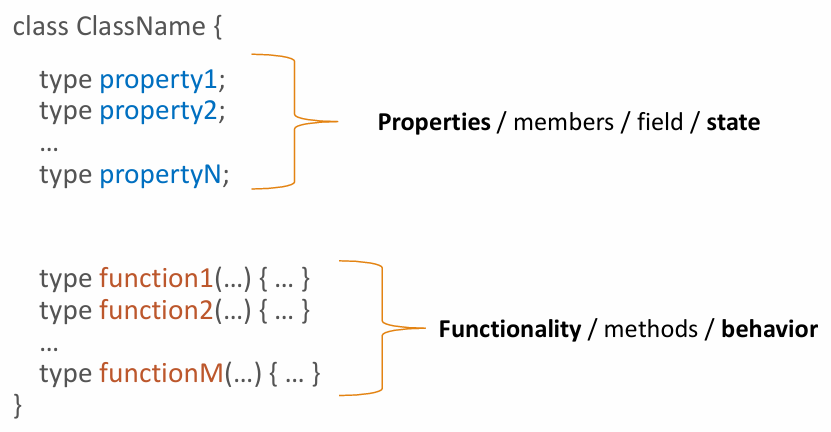 class ClassName {
type property1;
type property2;
...
type propertyN;
Properties / members / field / state
type function1(...) { ... }
type function2(...) { ... }
...
type functionM(...) { ... }
}
Functionality / methods / behavior